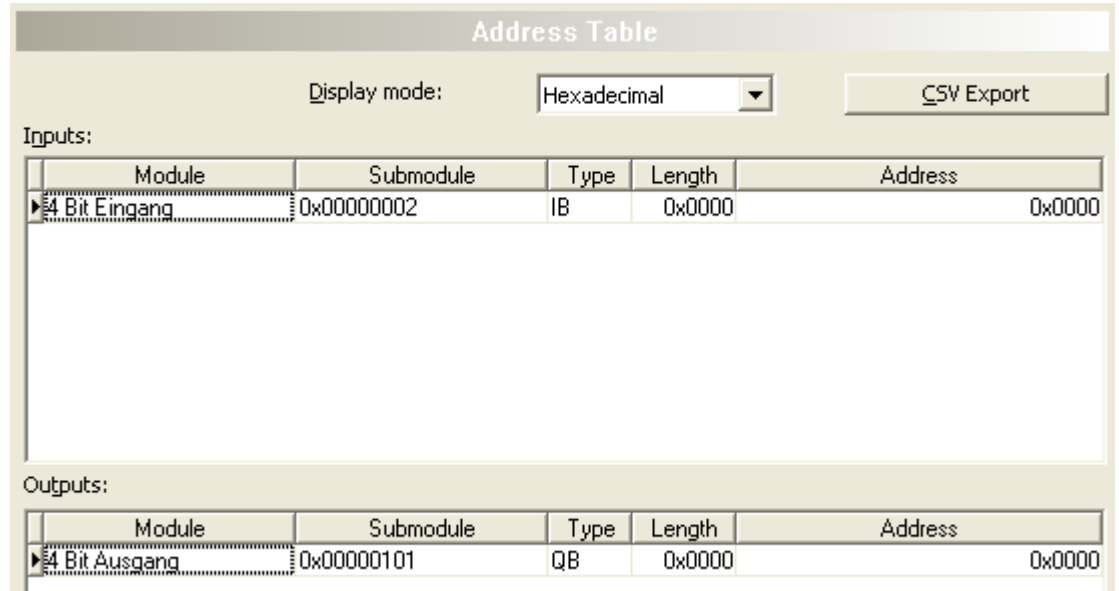 Address Table
Display mode: Hexadecimal CSV Export
Inputs:
Module Submodule Type Length Address
4 Bit Eingang 0x00000002 IB 0x0000 0x0000
Outputs:
Module Submodule Type Length Address
4 Bit Ausgang 0x00000101 QB 0x0000 0x0000